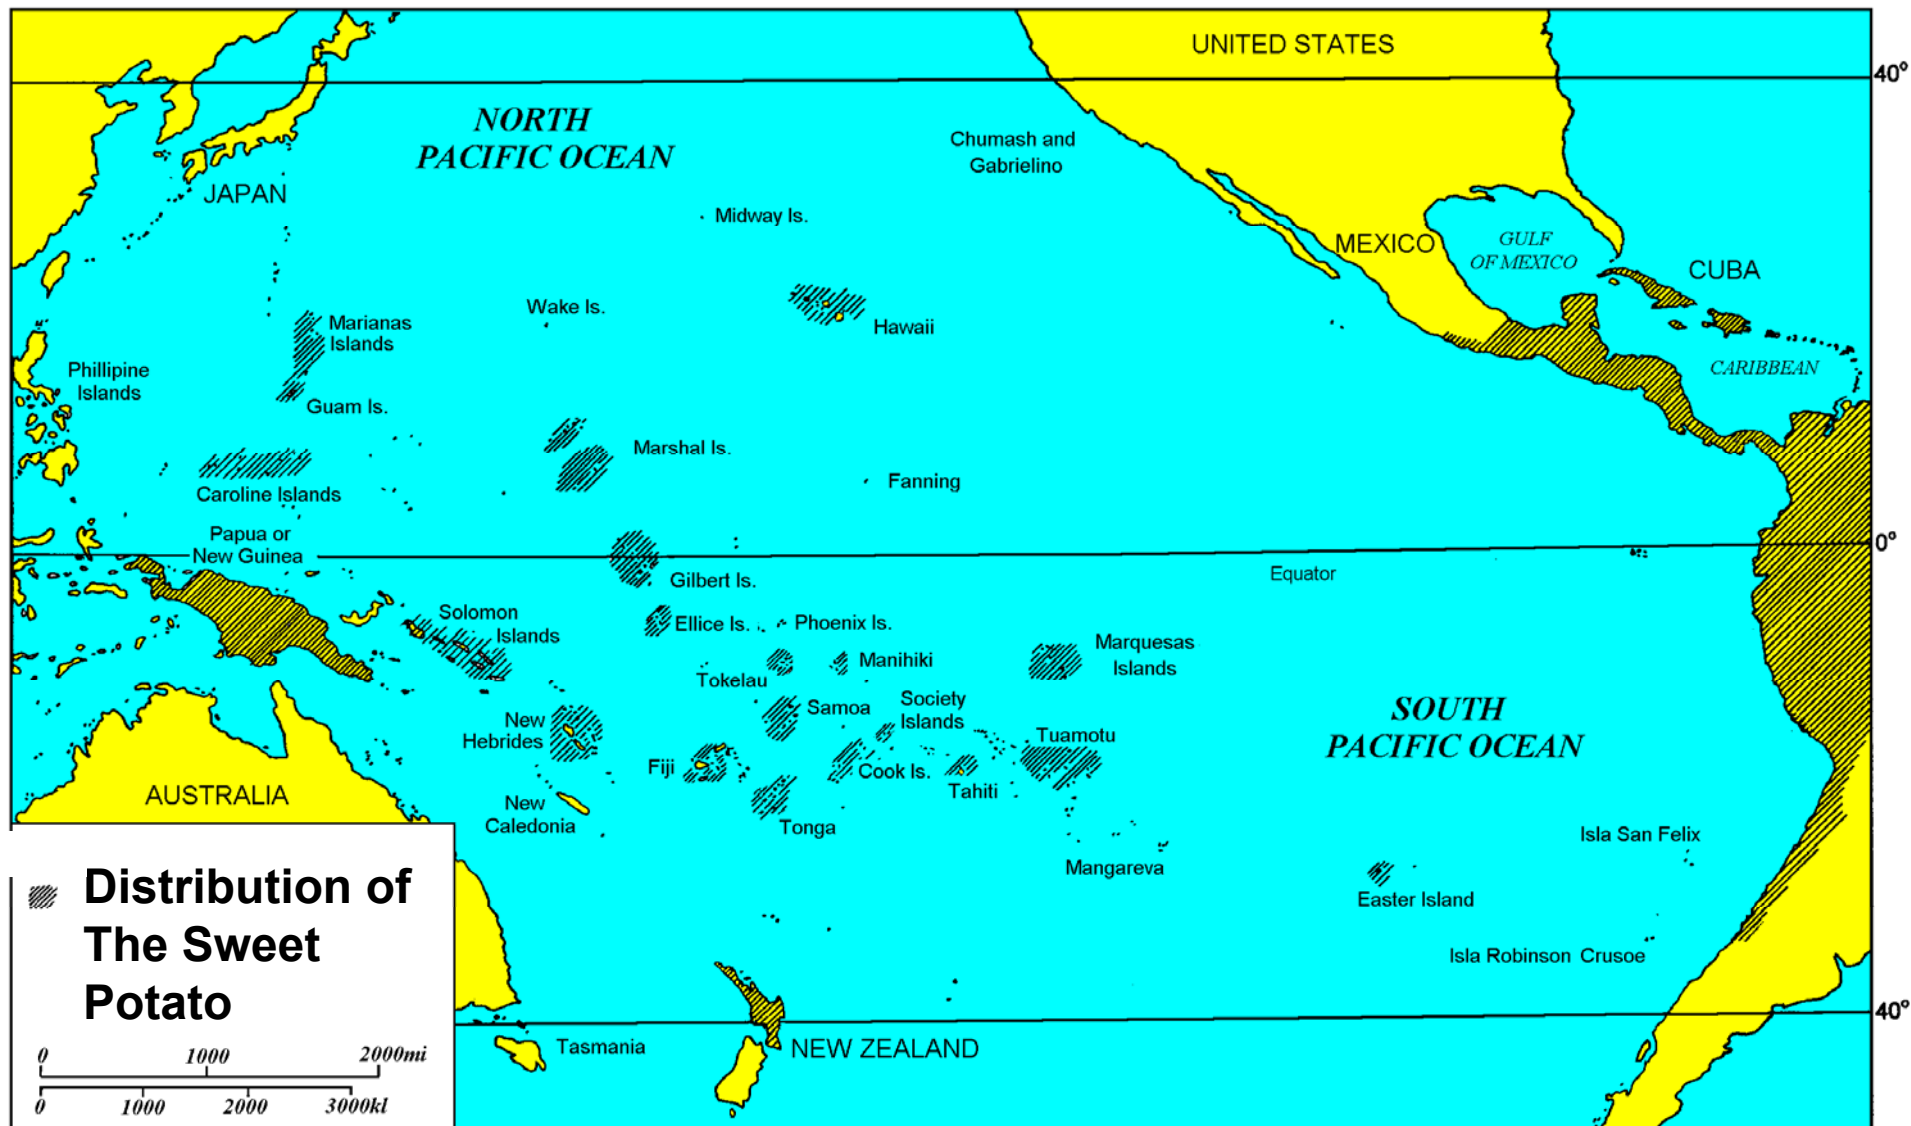 UNITED STATES
40°
NORTH
PACIFIC OCEAN
Chumash and
Gabrielino
JAPAN
Midway Is.
MEXICO
GULF
OF MEXICO
CUBA
Wake Is.
Marianas
Islands
Hawaii
Phillipine
Islands
CARIBBEAN
Guam Is.
Marshal Is.
Fanning
Caroline Islands
Papua or
New Guinea
0°
Equator
Gilbert Is.
Solomon
Islands
Ellice Is.
Phoenix Is.
Marquesas
Islands
Manihiki
Tokelau
Society
Islands
Samoa
SOUTH
PACIFIC OCEAN
New
Hebrides
Tuamotu
Fiji
Cook Is.
Tahiti
AUSTRALIA
New
Caledonia
Tonga
Isla San Felix
Mangareva
Easter Island
Isla Robinson Crusoe
40°
Tasmania
NEW ZEALAND
Distribution of
The Sweet
Potato
0 1000 2000mi
0 1000 2000 3000kl